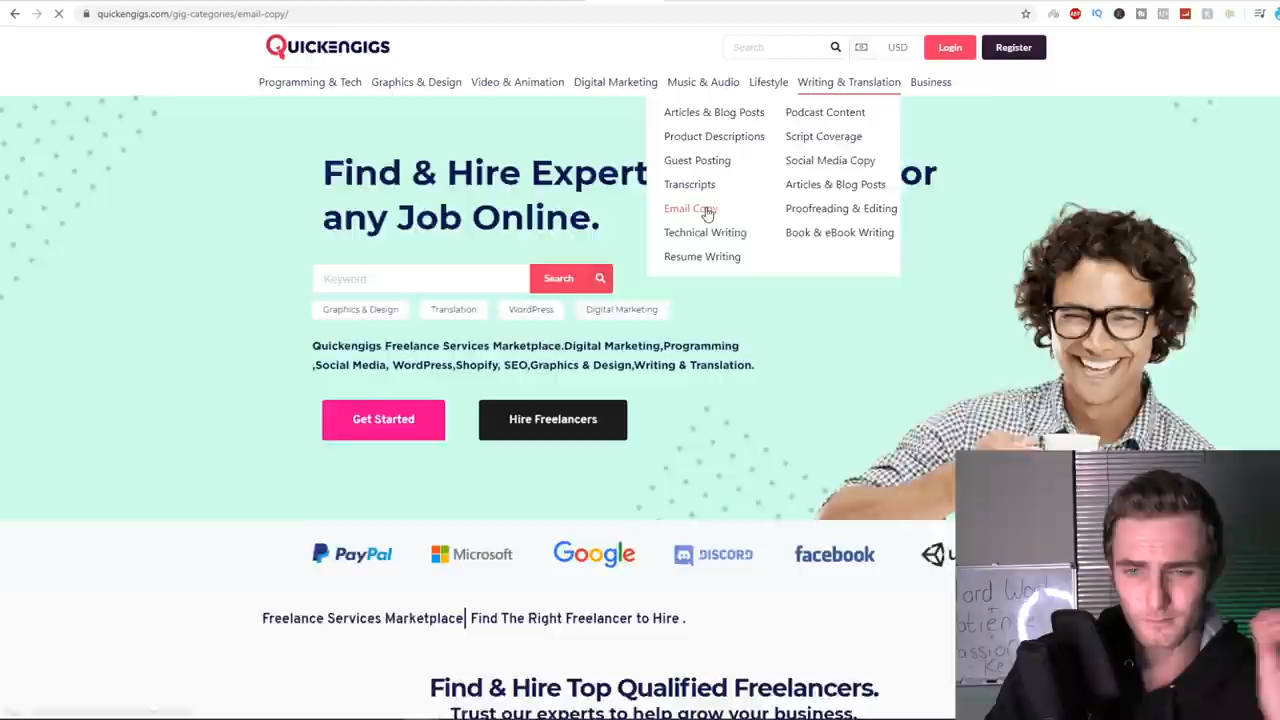 quickengigs.com/gig-categories/email-copy/
QUICKENGIGS
Search
USD
Login
Register
Programming & Tech
Graphics & Design
Video & Animation
Digital Marketing
Music & Audio
Lifestyle
Writing & Translation
Business
Articles & Blog Posts
Podcast Content
Product Descriptions
Script Coverage
Guest Posting
Social Media Copy
Transcripts
Articles & Blog Posts
Email Copy
Proofreading & Editing
Technical Writing
Book & eBook Writing
Resume Writing
Find & Hire Expert or
any Job Online.
Keyword
Search
Graphics & Design
Translation
WordPress
Digital Marketing
Quickengigs Freelance Services Marketplace.Digital Marketing,Programming
,Social Media, WordPress,Shopify, SEO,Graphics & Design,Writing & Translation.
Get Started
Hire Freelancers
PayPal
Microsoft
Google
DISCORD
facebook
Freelance Services Marketplace| Find The Right Freelancer to Hire .
Find & Hire Top Qualified Freelancers.
Trust our experts to help grow your business.